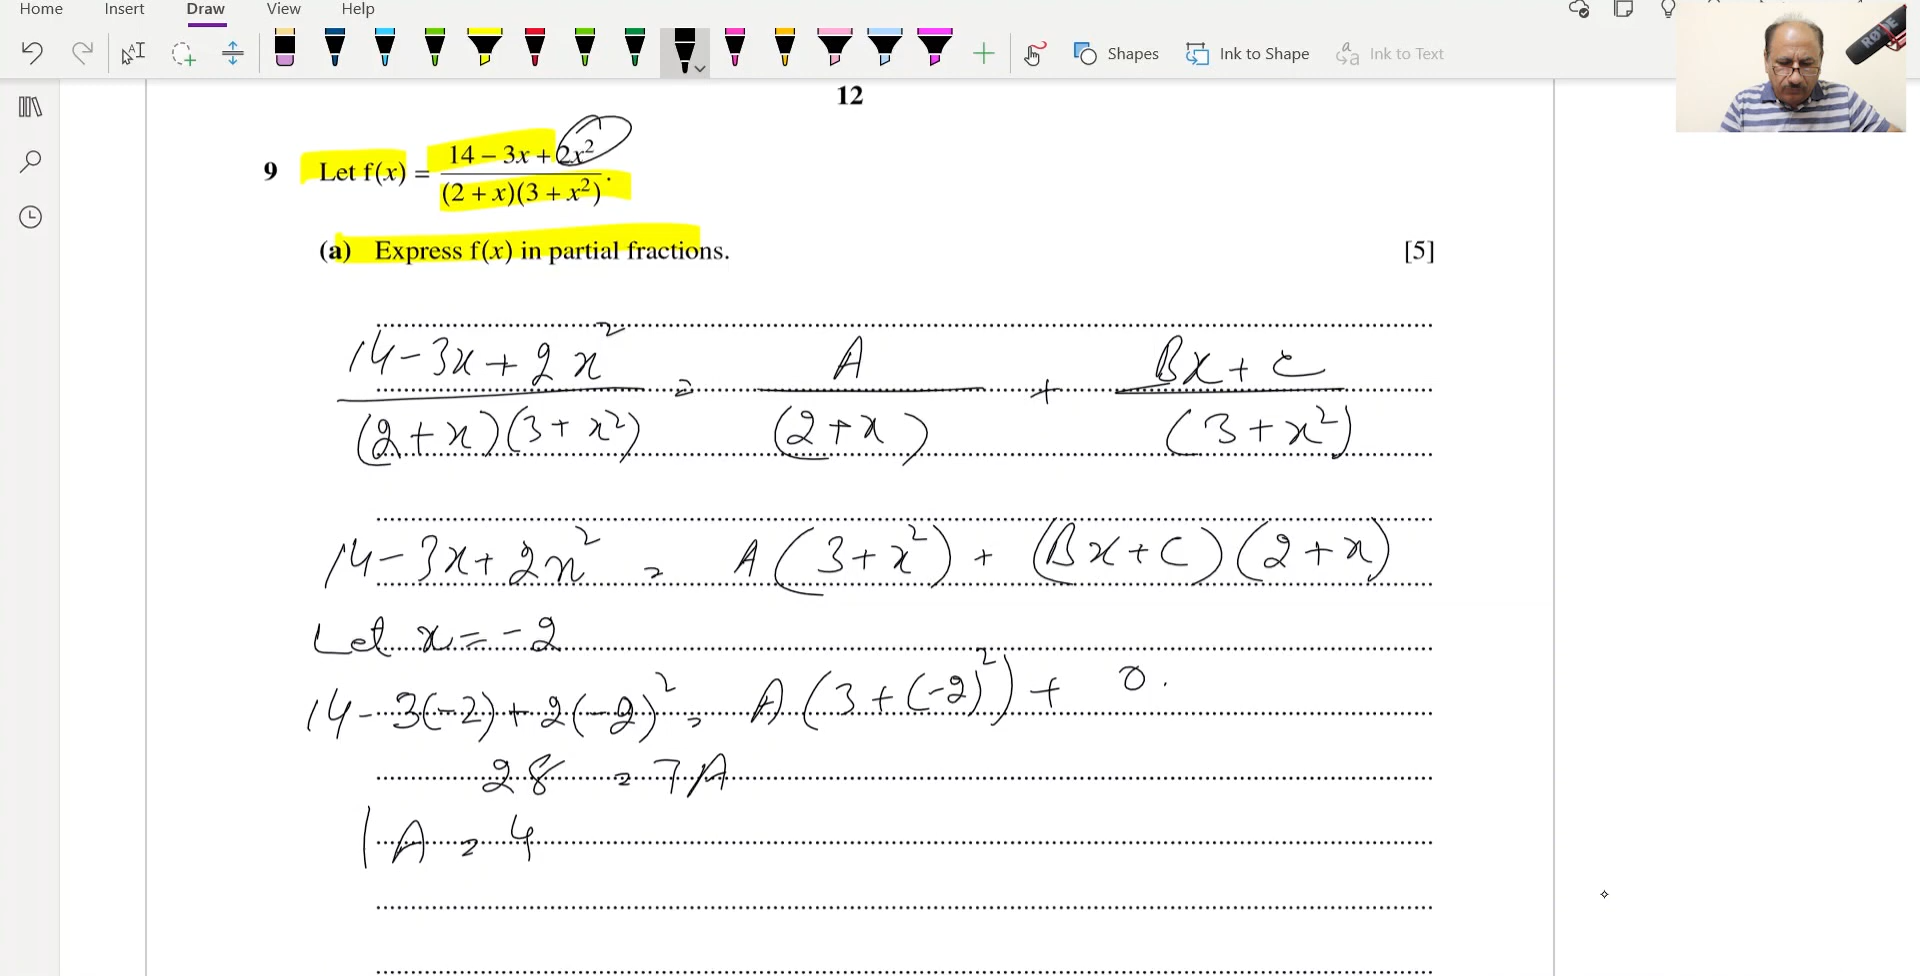 Home Insert Draw View Help
Shapes Ink to Shape Ink to Text
RØDE
12
9 Let f(x) = (14 − 3x + 2x²)/((2 + x)(3 + x²)).
(a) Express f(x) in partial fractions. [5]
(14 − 3x + 2x²)/((2 + x)(3 + x²)) = A/(2 + x) + (Bx + C)/(3 + x²)
14 − 3x + 2x² = A(3 + x²) + (Bx + C)(2 + x)
Let x = −2
14 − 3(−2) + 2(−2)² = A(3 + (−2)²) + 0.
28 = 7A
A = 4